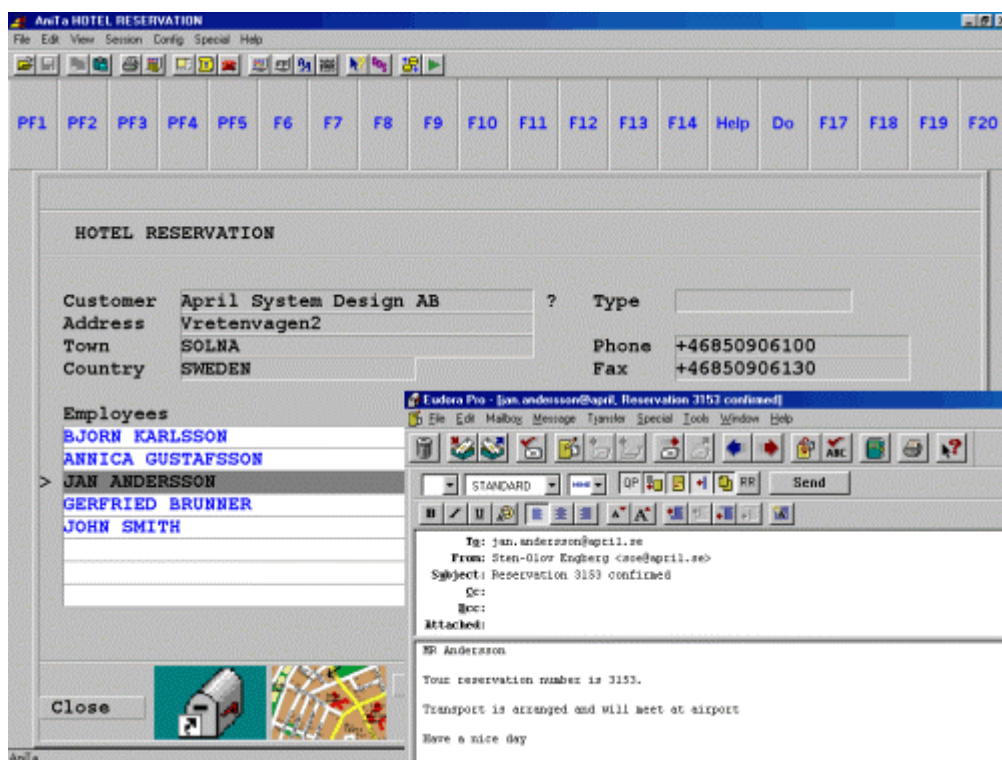 AniTa HOTEL RESERVATION
File Edit View Session Config Special Help
PF1 PF2 PF3 PF4 PF5 F6 F7 F8 F9 F10 F11 F12 F13 F14 Help Do F17 F18 F19 F20
HOTEL RESERVATION
Customer April System Design AB ? Type
Address Vretenvagen2
Town SOLNA Phone +46850906100
Country SWEDEN Fax +46850906130
Employees
BJORN KARLSSON
ANNICA GUSTAFSSON
> JAN ANDERSSON
GERFRIED BRUNNER
JOHN SMITH
Close
AniTa
Eudora Pro - [jan.andersson@april, Reservation 3153 confirmed]
File Edit Mailbox Message Transfer Special Tools Window Help
ABC
STANDARD QP RR Send
B I U
To: jan.andersson@april.se
From: Sten-Olov Engberg <soe@april.se>
Subject: Reservation 3153 confirmed
Cc:
Bcc:
Attached:
MR Andersson
Your reservation number is 3153.
Transport is arranged and will meet at airport
Have a nice day